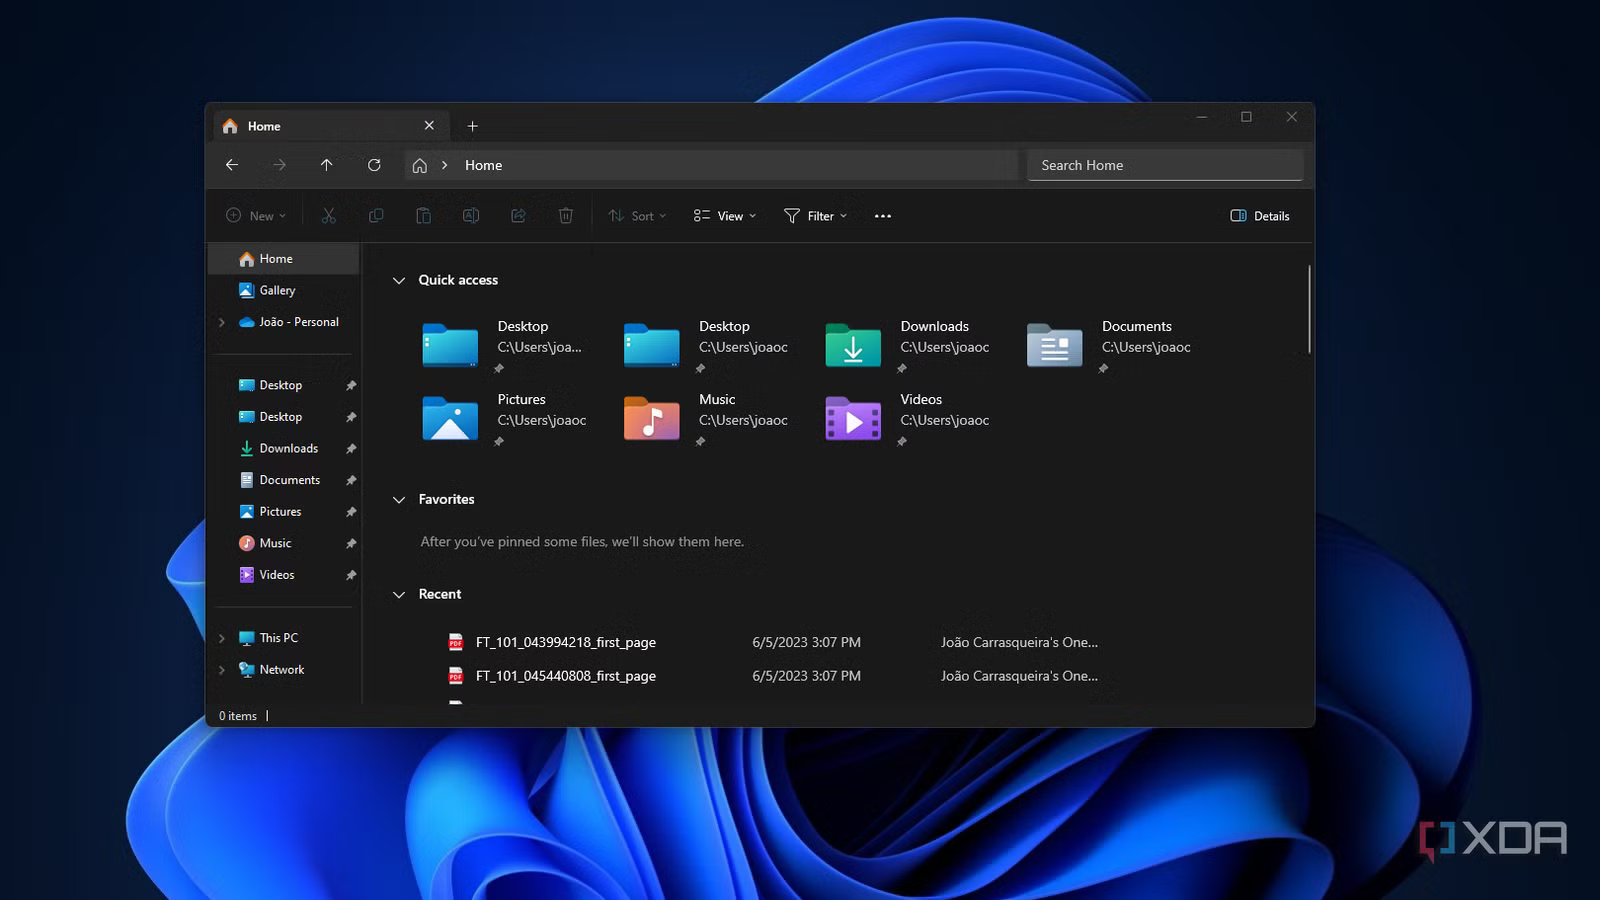 Home
Home
Search Home
New
Sort
View
Filter
Details
Home
Gallery
João - Personal
Desktop
Desktop
Downloads
Documents
Pictures
Music
Videos
This PC
Network
Quick access
Desktop
C:\Users\joa...
Desktop
C:\Users\joaoc
Downloads
C:\Users\joaoc
Documents
C:\Users\joaoc
Pictures
C:\Users\joaoc
Music
C:\Users\joaoc
Videos
C:\Users\joaoc
Favorites
After you've pinned some files, we'll show them here.
Recent
PDF FT_101_043994218_first_page 6/5/2023 3:07 PM João Carrasqueira's One...
PDF FT_101_045440808_first_page 6/5/2023 3:07 PM João Carrasqueira's One...
0 items
XDA